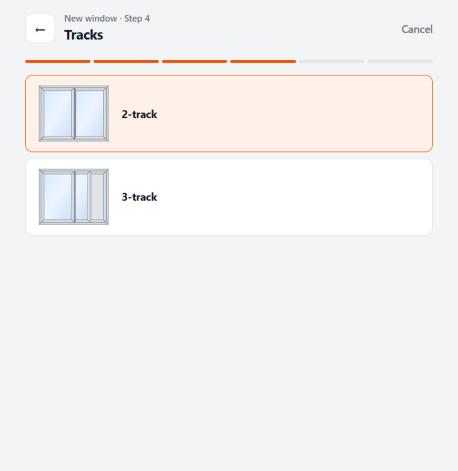 ←
New window · Step 4
Tracks
Cancel
2-track
3-track